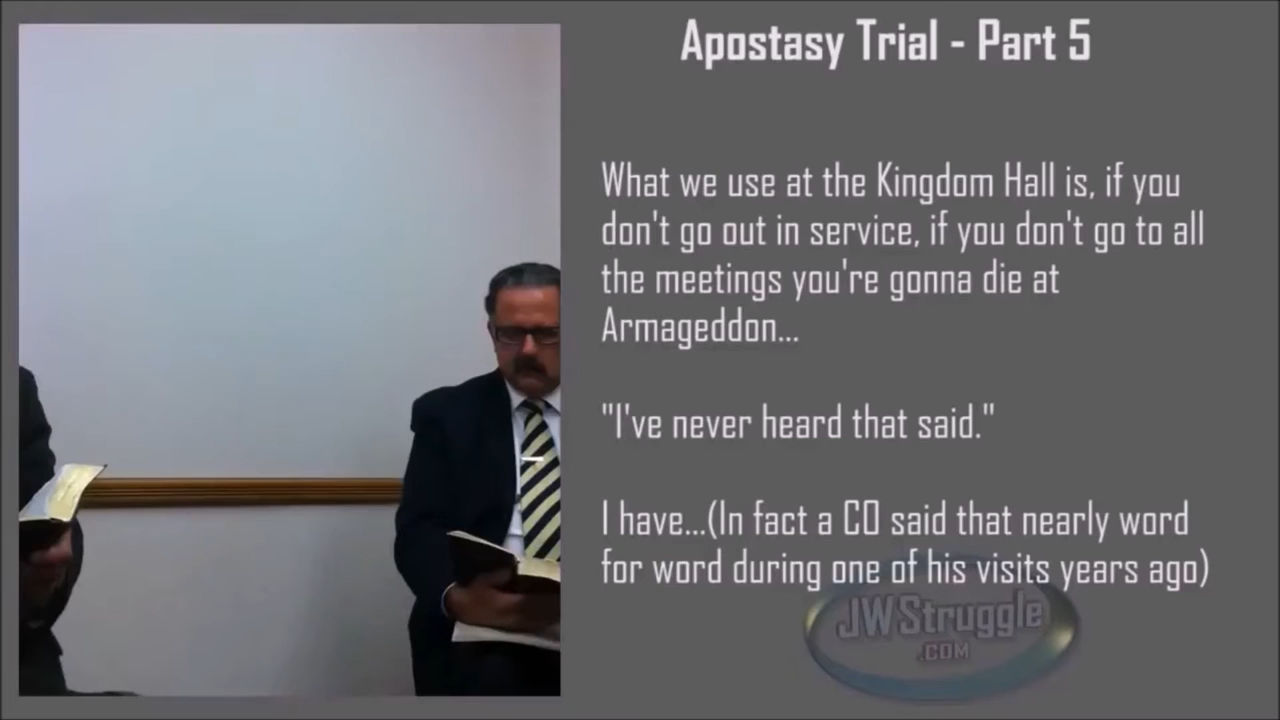 Apostasy Trial - Part 5
What we use at the Kingdom Hall is, if you
don't go out in service, if you don't go to all
the meetings you're gonna die at
Armageddon...
"I've never heard that said."
I have...(In fact a CO said that nearly word
for word during one of his visits years ago)
JWStruggle
.COM